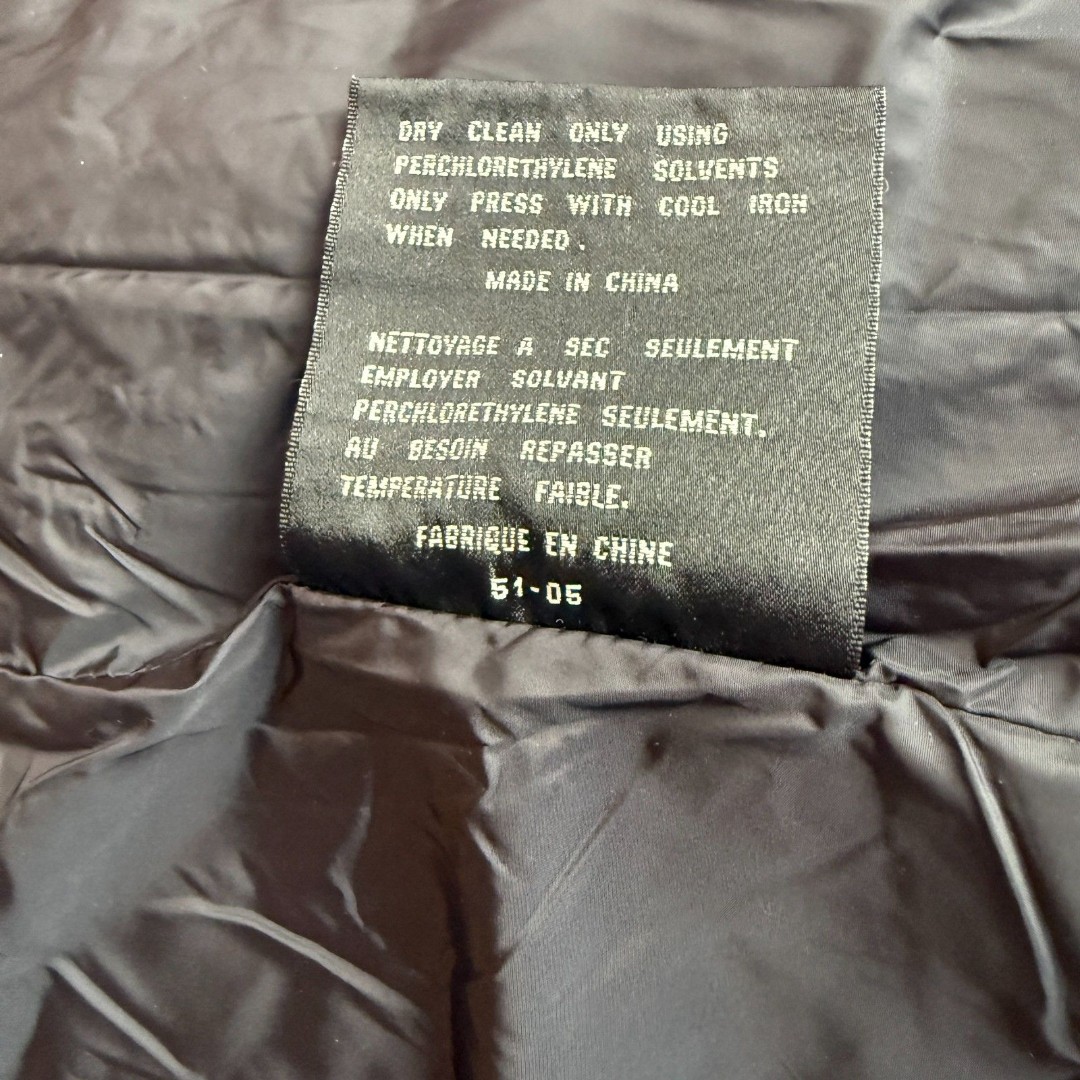 DRY CLEAN ONLY USING
PERCHLORETHYLENE SOLVENTS
ONLY PRESS WITH COOL IRON
WHEN NEEDED.
MADE IN CHINA
NETTOYAGE A SEC SEULEMENT
EMPLOYER SOLVANT
PERCHLORETHYLENE SEULEMENT.
AU BESOIN REPASSER
TEMPERATURE FAIBLE.
FABRIQUE EN CHINE
51-05